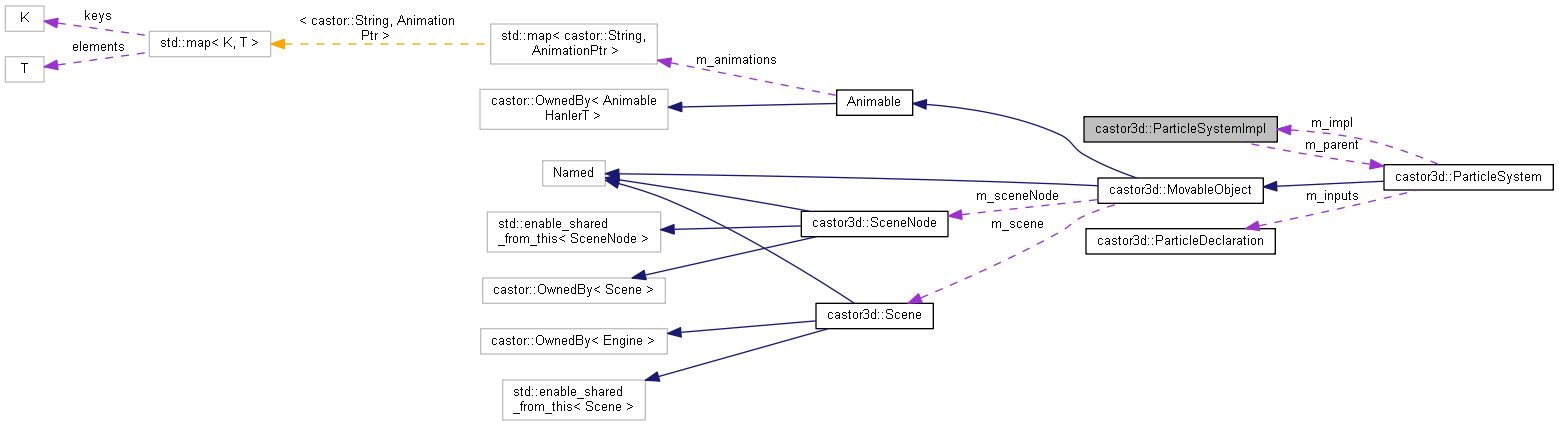 K
keys
< castor::String, Animation
Ptr >
std::map< K, T >
std::map< castor::String,
AnimationPtr >
elements
T
m_animations
castor::OwnedBy< Animable
HanlerT >
Animable
castor3d::ParticleSystemImpl
m_impl
m_parent
Named
castor3d::MovableObject
castor3d::ParticleSystem
m_sceneNode
m_inputs
std::enable_shared
_from_this< SceneNode >
castor3d::SceneNode
m_scene
castor3d::ParticleDeclaration
castor::OwnedBy< Scene >
castor3d::Scene
castor::OwnedBy< Engine >
std::enable_shared
_from_this< Scene >